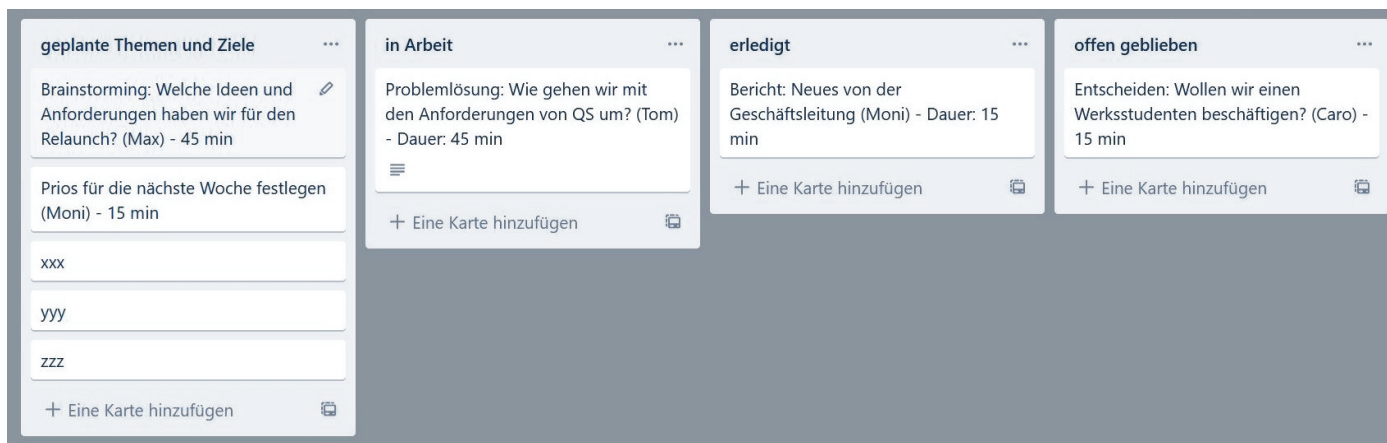 geplante Themen und Ziele
Brainstorming: Welche Ideen und
Anforderungen haben wir für den
Relaunch? (Max) - 45 min
Prios für die nächste Woche festlegen
(Moni) - 15 min
xxx
yyy
zzz
+ Eine Karte hinzufügen
in Arbeit
Problemlösung: Wie gehen wir mit
den Anforderungen von QS um? (Tom)
- Dauer: 45 min
+ Eine Karte hinzufügen
erledigt
Bericht: Neues von der
Geschäftsleitung (Moni) - Dauer: 15
min
+ Eine Karte hinzufügen
offen geblieben
Entscheiden: Wollen wir einen
Werksstudenten beschäftigen? (Caro) -
15 min
+ Eine Karte hinzufügen